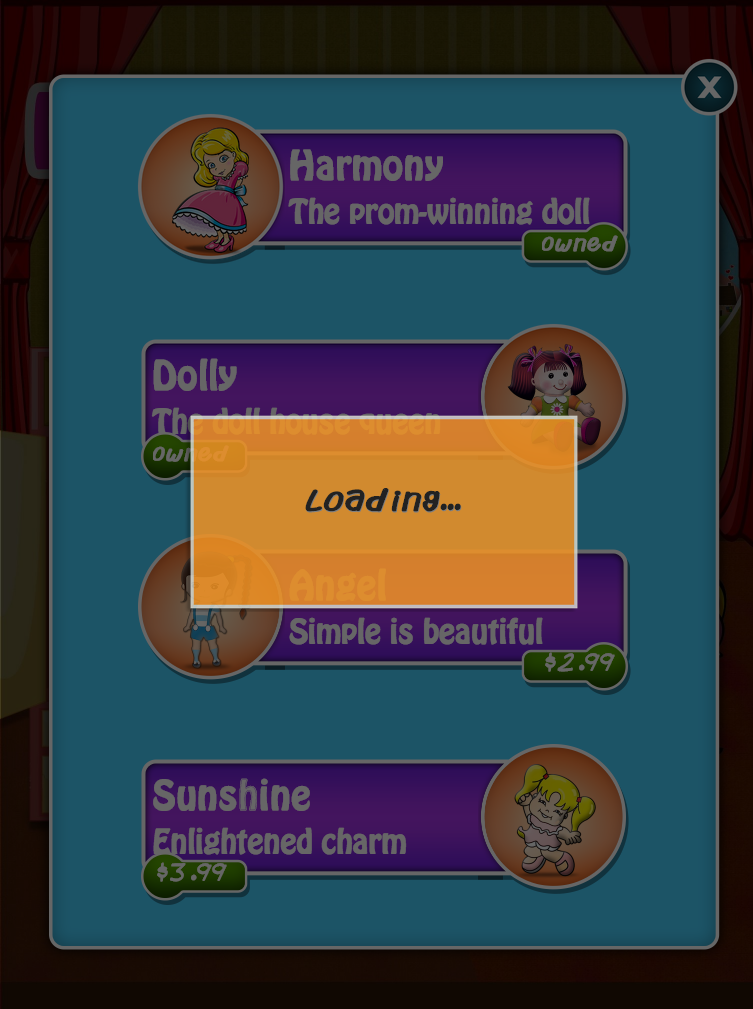 X
Harmony
The prom-winning doll
owned
Dolly
The doll house queen
owned
Loading...
Angel
Simple is beautiful
$2.99
Sunshine
Enlightened charm
$3.99